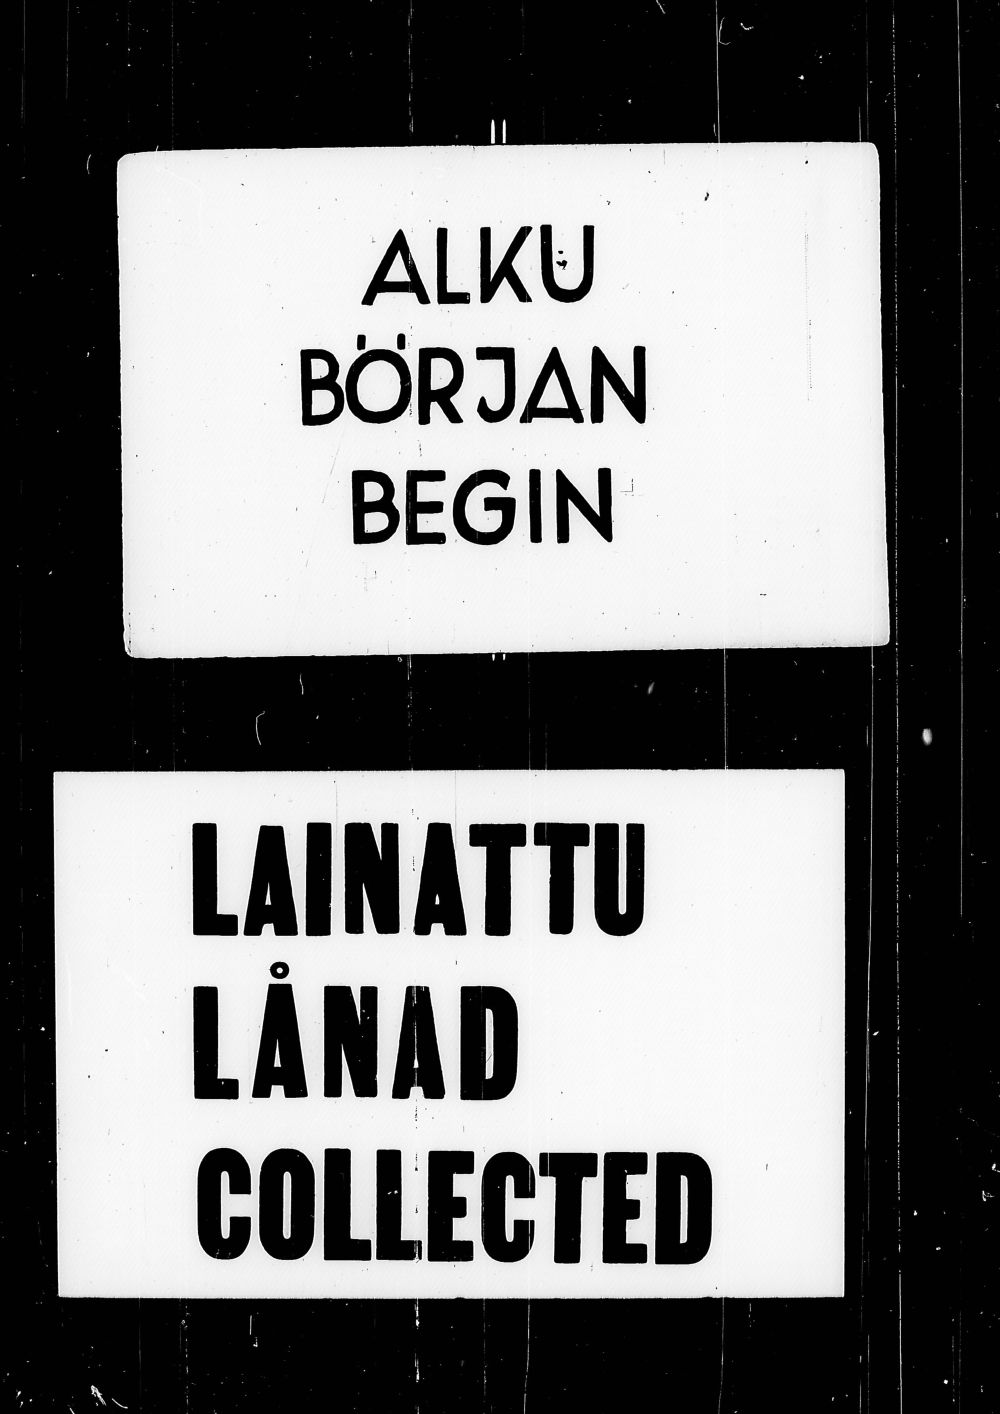 ALKU
BÖRJAN
BEGIN
LAINATTU
LÅNAD
COLLECTED